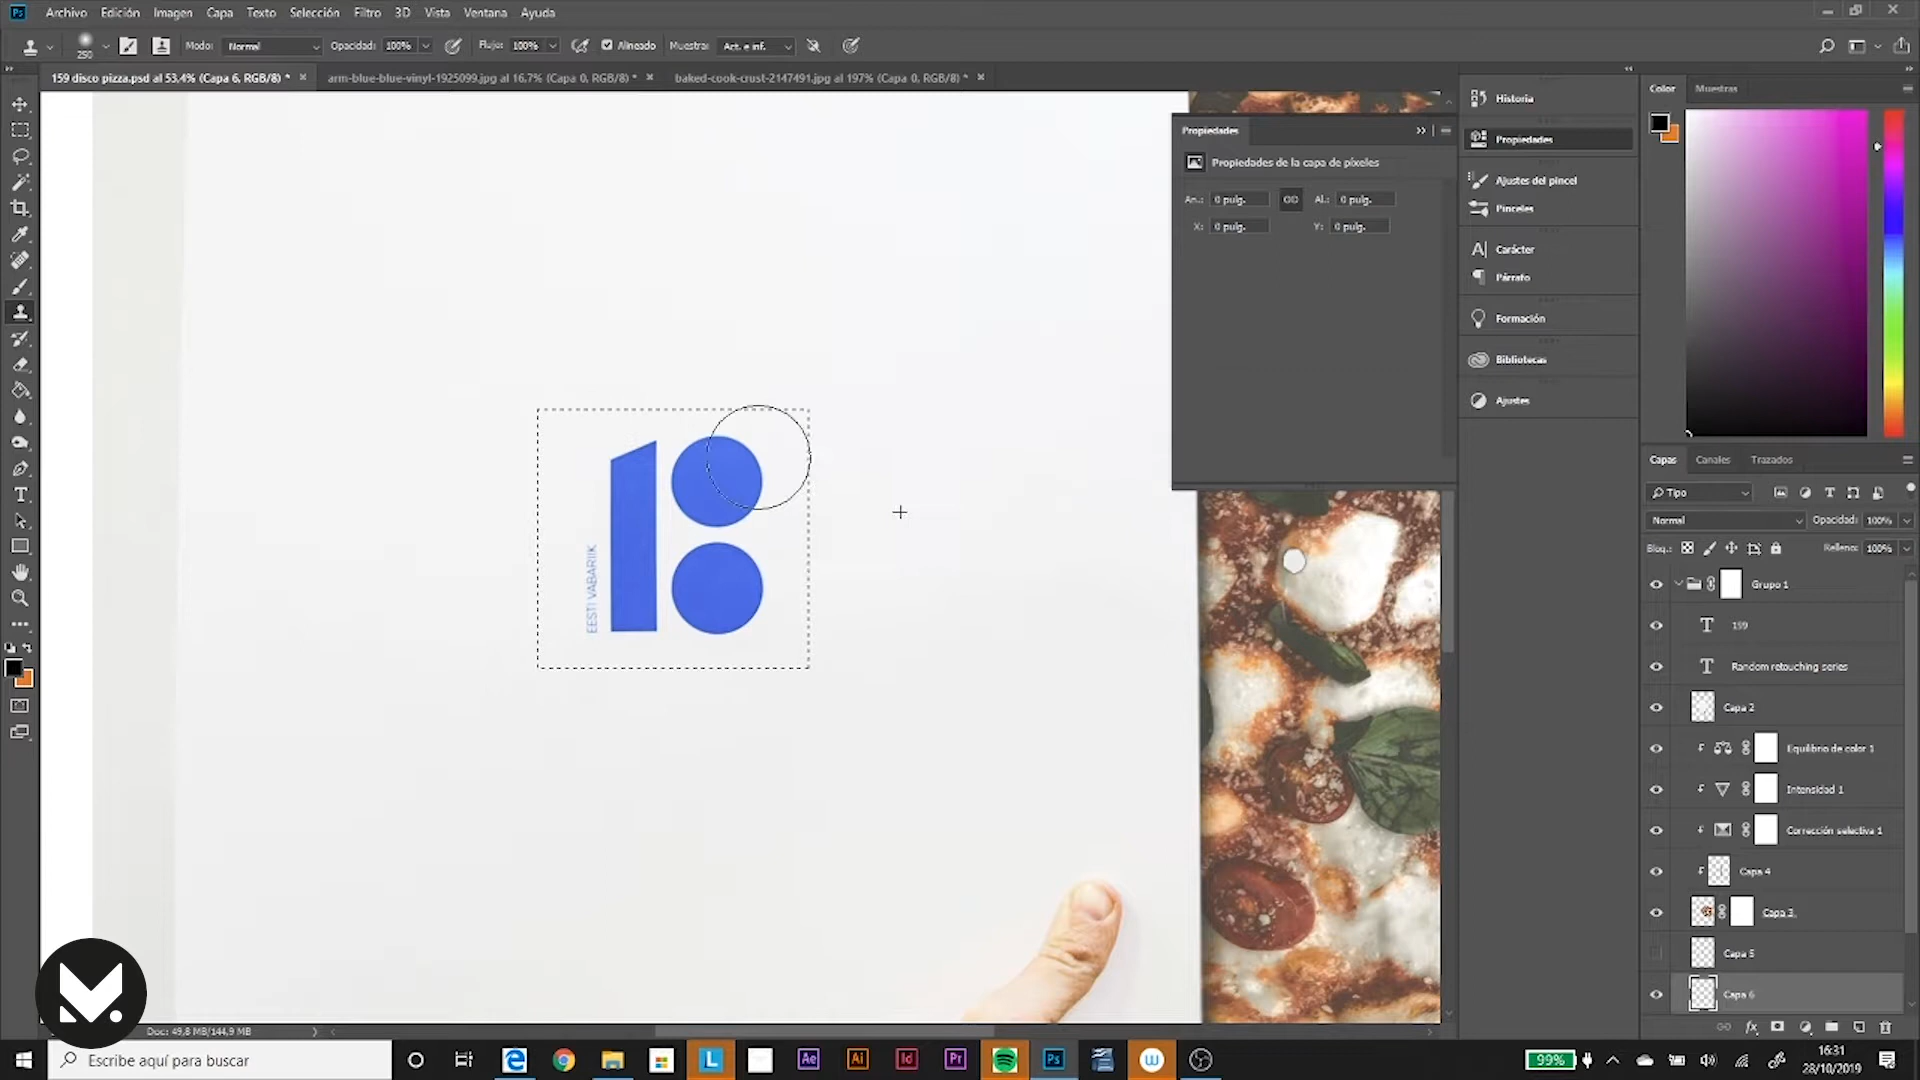 Archivo Edición Imagen Capa Texto Selección Filtro 3D Vista Ventana Ayuda
250 Modo: Normal Opacidad: 100% Flujo: 100% Alineado Muestra: Act. e inf.
159 disco pizza.psd al 53,4% (Capa 6, RGB/8) *
arm-blue-blue-vinyl-1925099.jpg al 16,7% (Capa 0, RGB/8) *
baked-cook-crust-2147491.jpg al 197% (Capa 0, RGB/8) *
Propiedades
Propiedades de la capa de píxeles
An.: 0 pulg. Al.: 0 pulg.
X: 0 pulg. Y: 0 pulg.
Historia
Propiedades
Ajustes del pincel
Pinceles
Carácter
Párrafo
Formación
Bibliotecas
Ajustes
Color Muestras
Capas Canales Trazados
Tipo
Normal Opacidad: 100%
Bloq.: Relleno: 100%
Grupo 1
159
Random retouching series
Capa 2
Equilibrio de color 1
Intensidad 1
Corrección selectiva 1
Capa 4
Capa 3
Capa 5
Capa 6
EESTI VABARIIK
Doc: 49,8 MB/144,9 MB
Escribe aquí para buscar
99%
16:31
28/10/2019